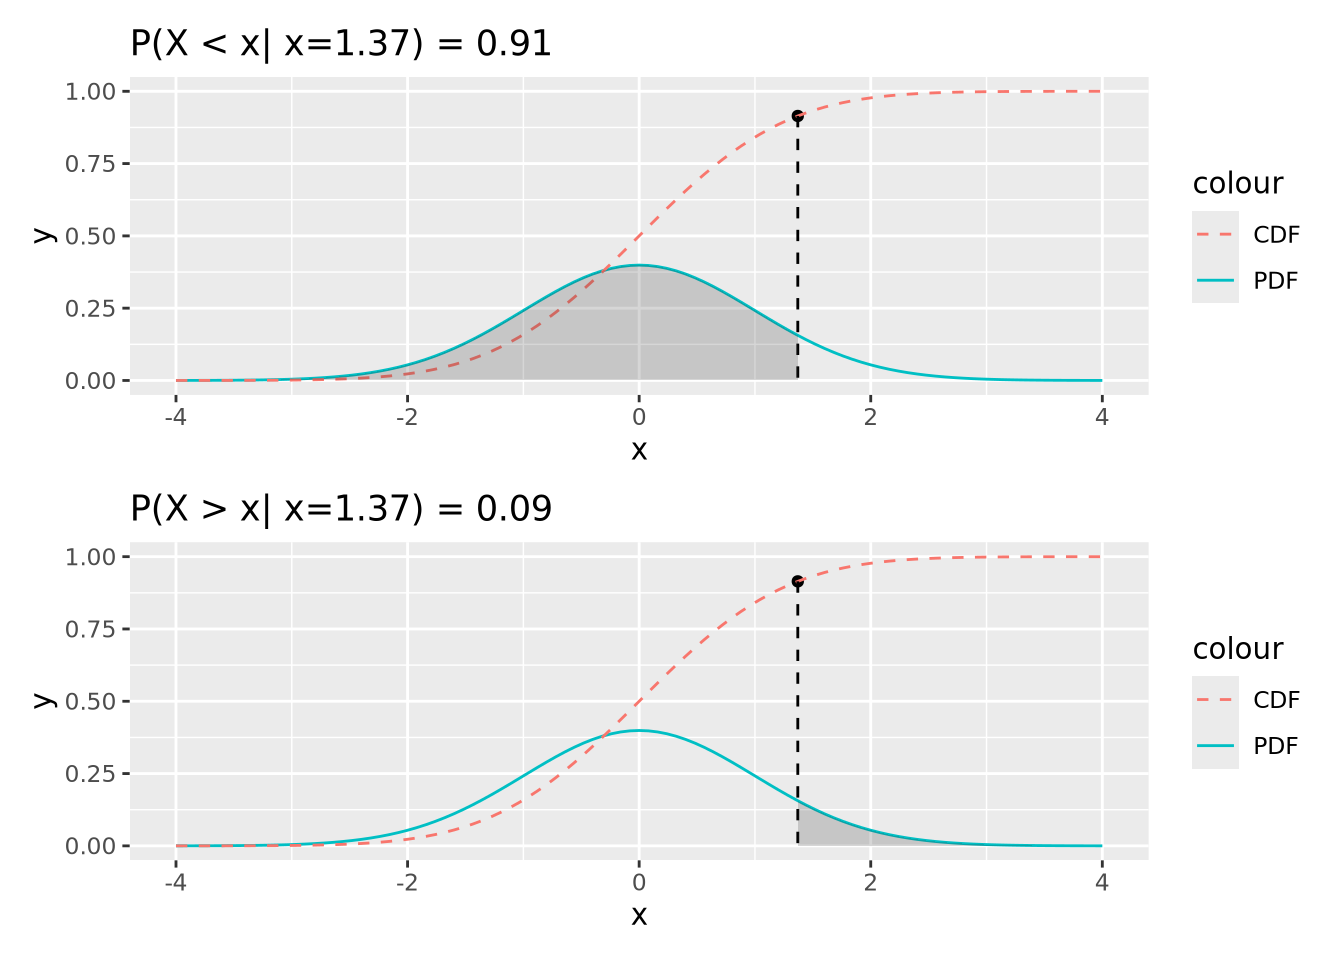 P(X < x| x=1.37) = 0.91
1.00
0.75
0.50
0.25
0.00
y
-4 -2 0 2 4
x
colour
CDF
PDF
P(X > x| x=1.37) = 0.09
1.00
0.75
0.50
0.25
0.00
y
-4 -2 0 2 4
x
colour
CDF
PDF